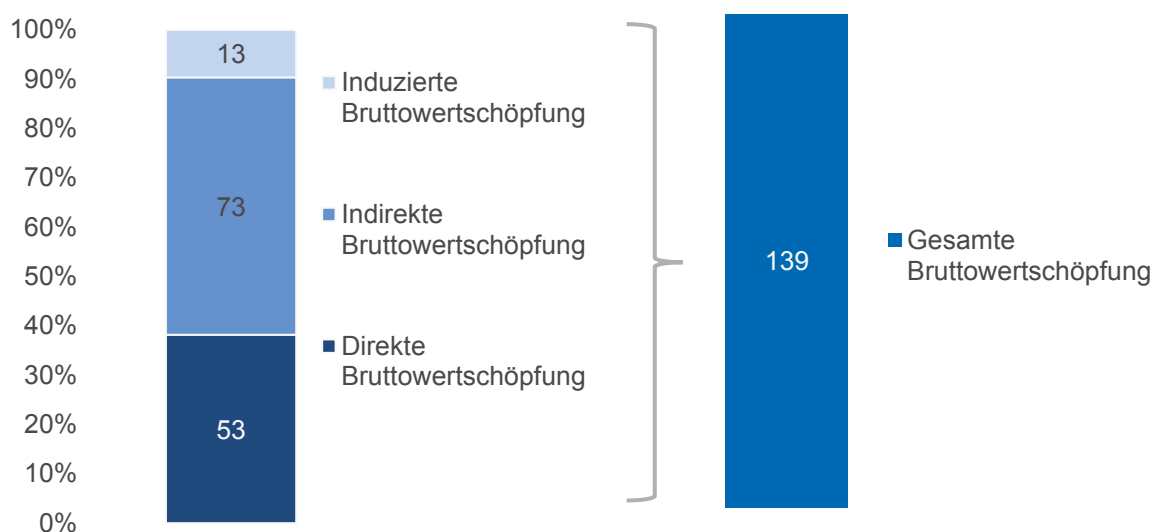 100%
90%
80%
70%
60%
50%
40%
30%
20%
10%
0%
13
73
53
Induzierte
Bruttowertschöpfung
Indirekte
Bruttowertschöpfung
Direkte
Bruttowertschöpfung
139
Gesamte
Bruttowertschöpfung